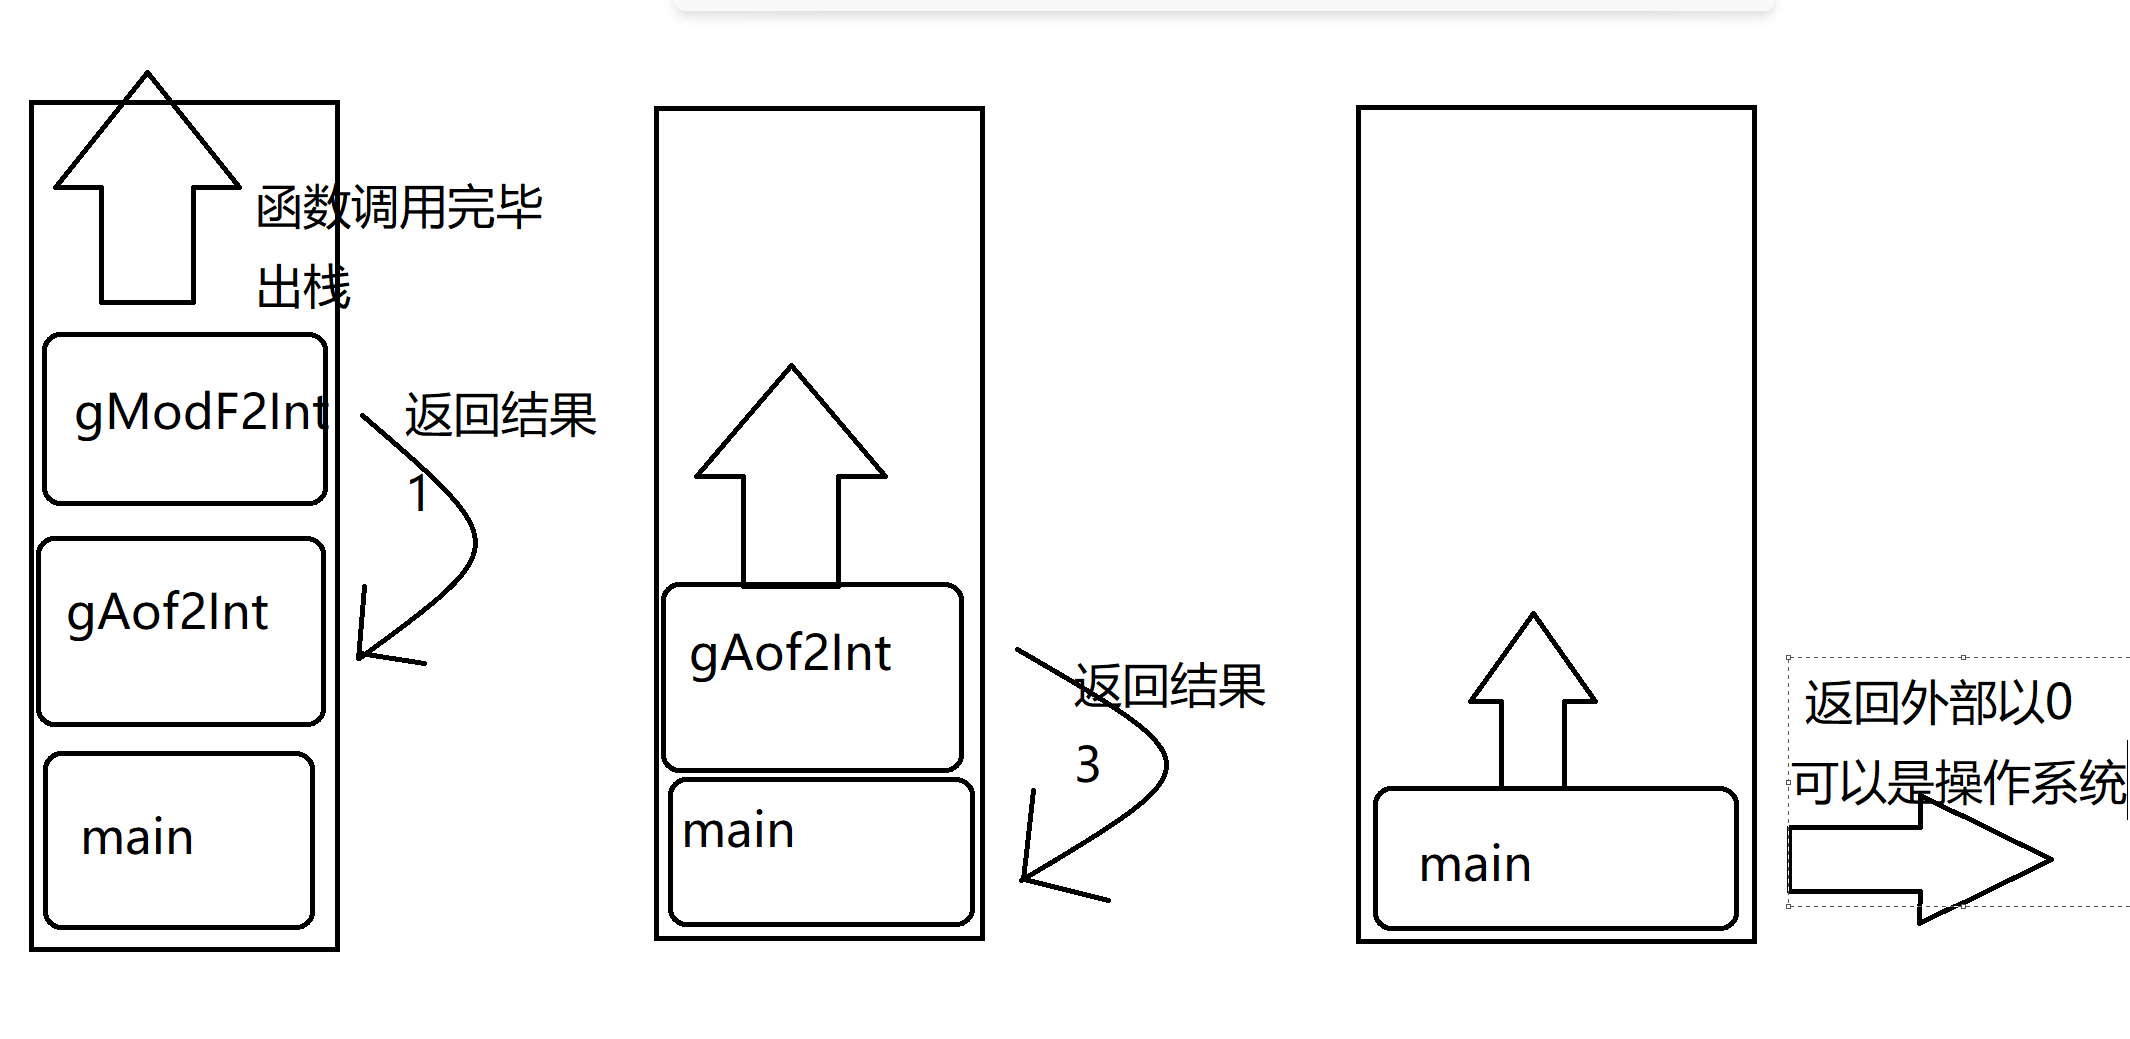 函数调用完毕
出栈
gModF2Int
返回结果
1
gAof2Int
main
gAof2Int
返回结果
3
main
main
返回外部以0
可以是操作系统